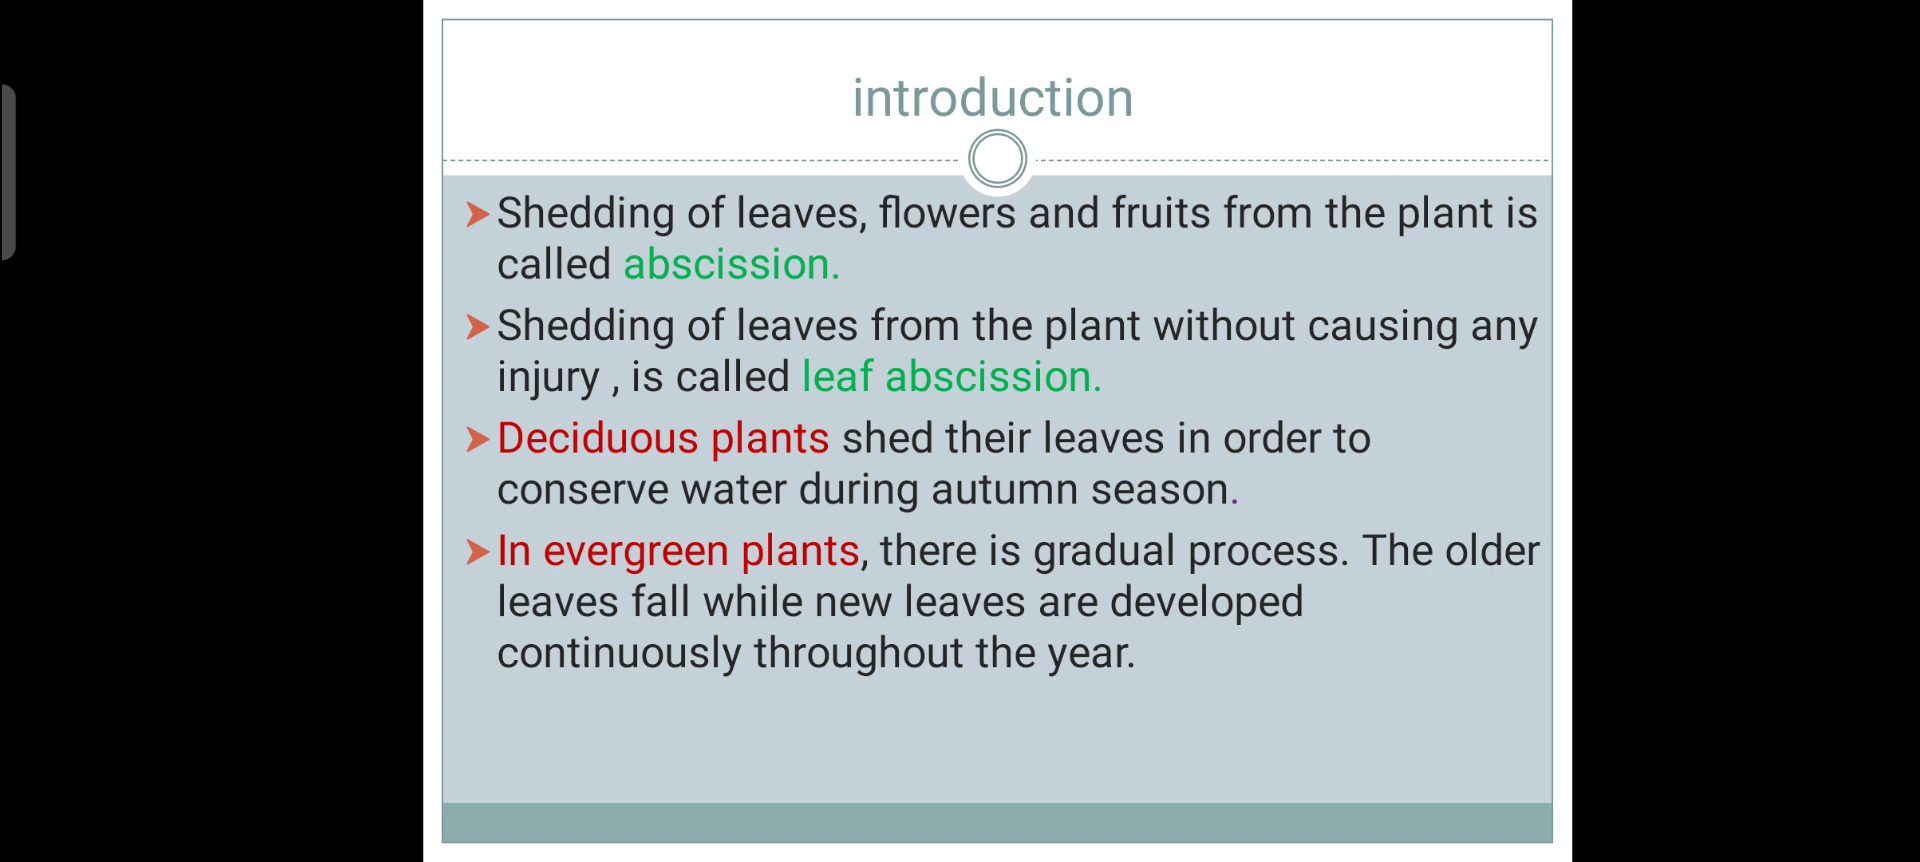 introduction
Shedding of leaves, flowers and fruits from the plant is
called abscission.
Shedding of leaves from the plant without causing any
injury , is called leaf abscission.
Deciduous plants shed their leaves in order to
conserve water during autumn season.
In evergreen plants, there is gradual process. The older
leaves fall while new leaves are developed
continuously throughout the year.